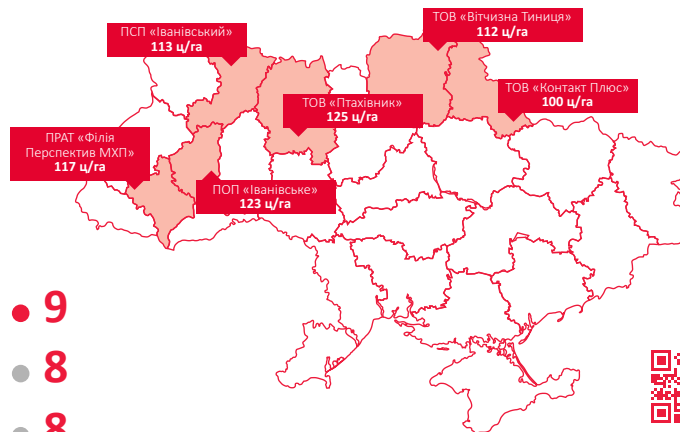 ТОВ «Вітчизна Тиниця»
112 ц/га
ПСП «Іванівський»
113 ц/га
ТОВ «Контакт Плюс»
100 ц/га
ТОВ «Птахівник»
125 ц/га
ПРАТ «Філія
Перспектив МХП»
117 ц/га
ПОП «Іванівське»
123 ц/га
9
8
8